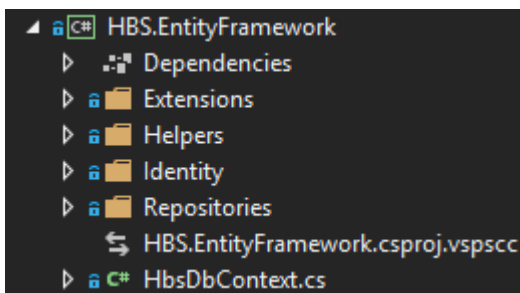 C# HBS.EntityFramework
Dependencies
Extensions
Helpers
Identity
Repositories
HBS.EntityFramework.csproj.vspscc
C# HbsDbContext.cs